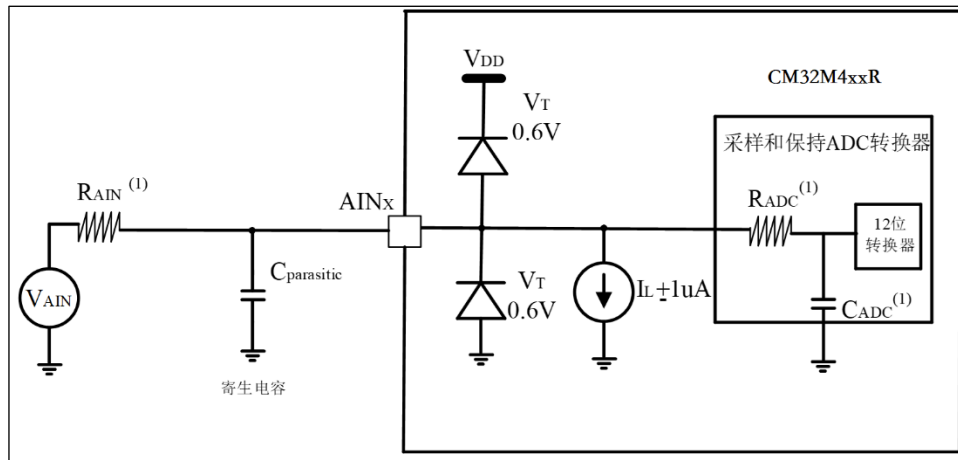 VDD
CM32M4xxR
VT
0.6V
采样和保持ADC转换器
RAIN (1)
AINX
RADC(1)
12位
转换器
Cparasitic
VT
0.6V
IL±1uA
VAIN
CADC(1)
寄生电容